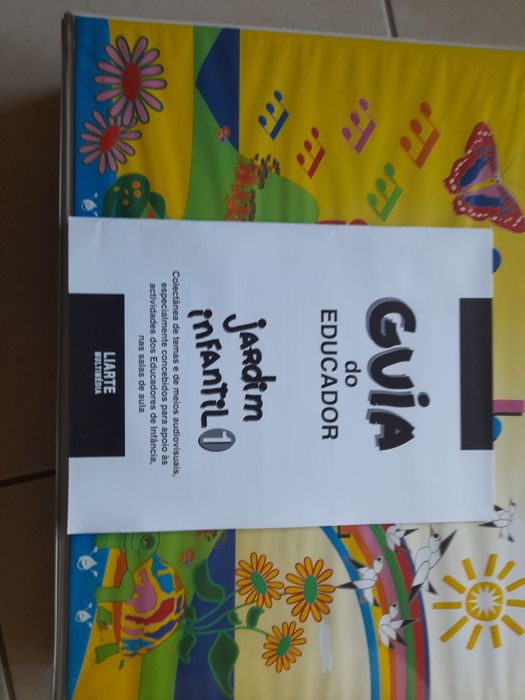 GUIA
do
EDUCADOR
JARDIM
INFANTIL 1
Colectânea de temas e de meios audiovisuais,
especialmente concebidos para apoio às
actividades dos Educadores de Infância,
nas salas de aula
LIARTE
MULTIMÉDIA